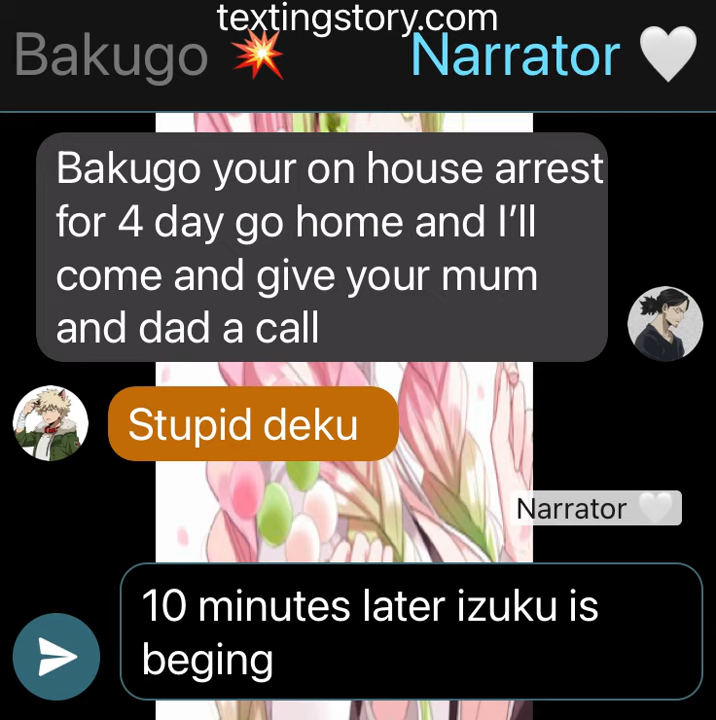 textingstory.com
Bakugo 💥 Narrator 🤍
Bakugo your on house arrest
for 4 day go home and I’ll
come and give your mum
and dad a call
Stupid deku
Narrator 🤍
10 minutes later izuku is
beging